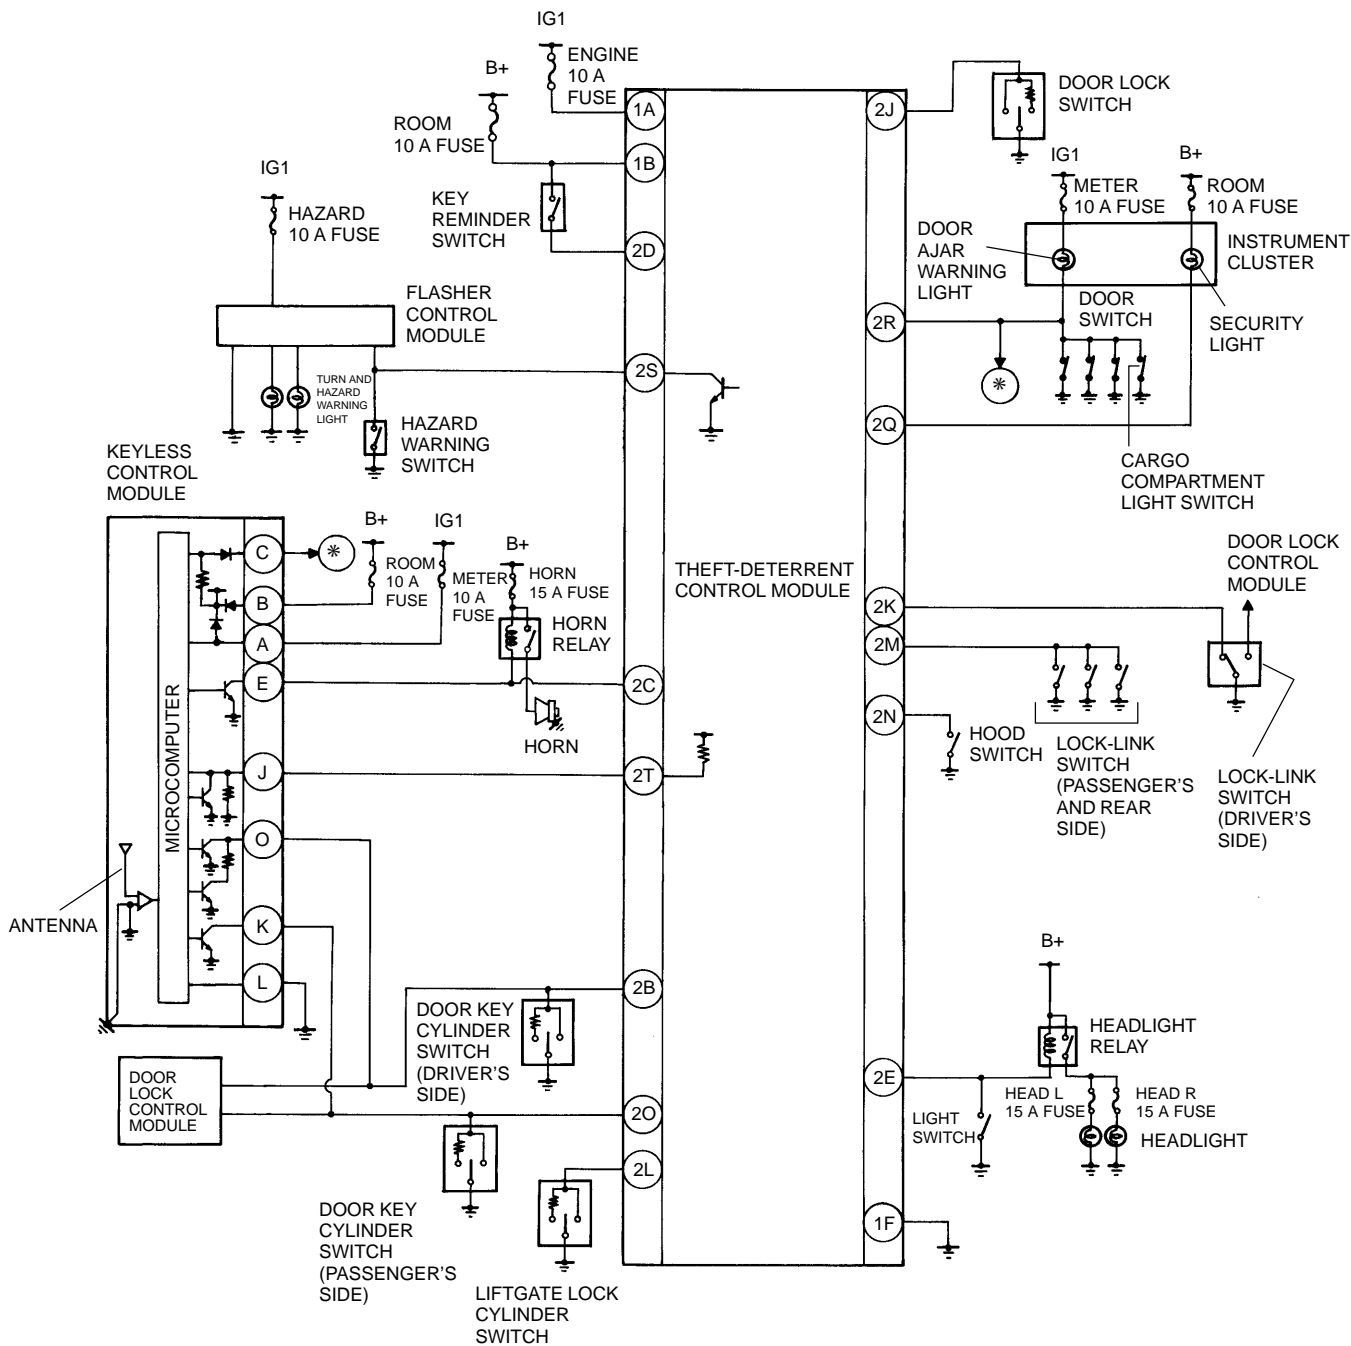 IG1
ENGINE
10 A
FUSE
B+
ROOM
10 A FUSE
1A
1B
KEY
REMINDER
SWITCH
2D
IG1
HAZARD
10 A FUSE
FLASHER
CONTROL
MODULE
TURN AND
HAZARD
WARNING
LIGHT
2S
HAZARD
WARNING
SWITCH
2J
DOOR LOCK
SWITCH
IG1
METER
10 A FUSE
B+
ROOM
10 A FUSE
DOOR
AJAR
WARNING
LIGHT
INSTRUMENT
CLUSTER
DOOR
SWITCH
SECURITY
LIGHT
2R
*
2Q
CARGO
COMPARTMENT
LIGHT SWITCH
KEYLESS
CONTROL
MODULE
C
*
B+
ROOM
10 A
FUSE
IG1
METER
10 A
FUSE
B+
HORN
15 A FUSE
HORN
RELAY
B
A
E
2C
HORN
MICROCOMPUTER
J
2T
O
ANTENNA
K
L
THEFT-DETERRENT
CONTROL MODULE
DOOR LOCK
CONTROL
MODULE
2K
2M
2N
HOOD
SWITCH
LOCK-LINK
SWITCH
(PASSENGER'S
AND REAR
SIDE)
LOCK-LINK
SWITCH
(DRIVER'S
SIDE)
2B
DOOR KEY
CYLINDER
SWITCH
(DRIVER'S
SIDE)
DOOR
LOCK
CONTROL
MODULE
2O
2L
DOOR KEY
CYLINDER
SWITCH
(PASSENGER'S
SIDE)
LIFTGATE LOCK
CYLINDER
SWITCH
B+
HEADLIGHT
RELAY
2E
LIGHT
SWITCH
HEAD L
15 A FUSE
HEAD R
15 A FUSE
HEADLIGHT
1F